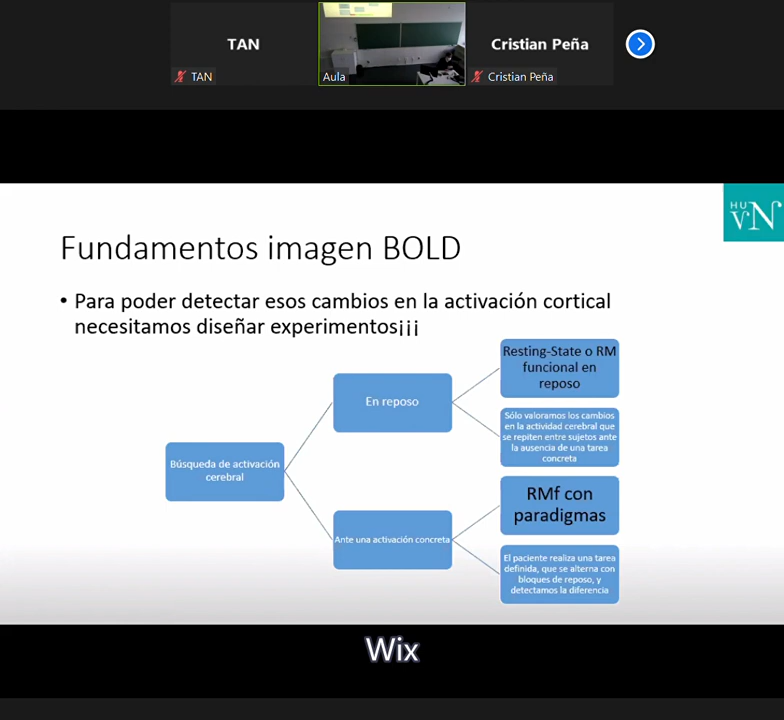 TAN
Cristian Peña
TAN
Aula
Cristian Peña
HU
VN
Fundamentos imagen BOLD
• Para poder detectar esos cambios en la activación cortical
necesitamos diseñar experimentos¡¡¡
Búsqueda de activación
cerebral
En reposo
Resting-State o RM
funcional en
reposo
Sólo valoramos los cambios
en la actividad cerebral que
se repiten entre sujetos ante
la ausencia de una tarea
concreta
Ante una activación concreta
RMf con
paradigmas
El paciente realiza una tarea
definida, que se alterna con
bloques de reposo, y
detectamos la diferencia
Wix